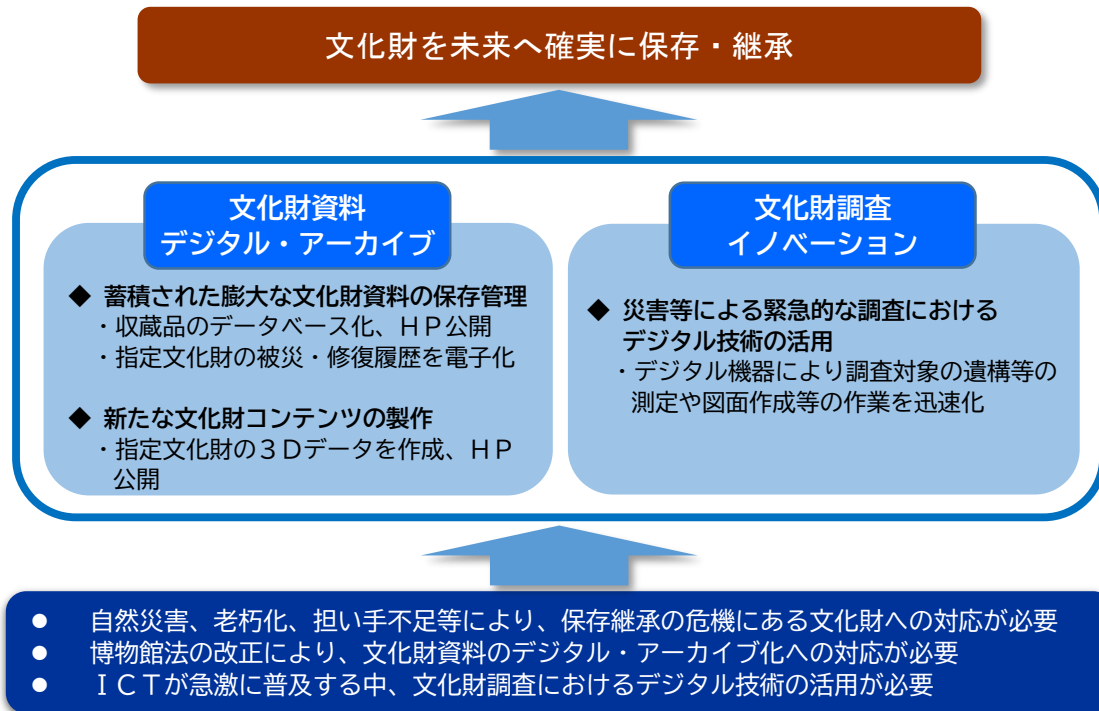 文化財を未来へ確実に保存・継承
文化財資料
デジタル・アーカイブ
◆ 蓄積された膨大な文化財資料の保存管理
・収蔵品のデータベース化、ＨＰ公開
・指定文化財の被災・修復履歴を電子化
◆ 新たな文化財コンテンツの製作
・指定文化財の３Ｄデータを作成、ＨＰ
公開
文化財調査
イノベーション
◆ 災害等による緊急的な調査における
デジタル技術の活用
・デジタル機器により調査対象の遺構等の
測定や図面作成等の作業を迅速化
● 自然災害、老朽化、担い手不足等により、保存継承の危機にある文化財への対応が必要
● 博物館法の改正により、文化財資料のデジタル・アーカイブ化への対応が必要
● ＩＣＴが急激に普及する中、文化財調査におけるデジタル技術の活用が必要